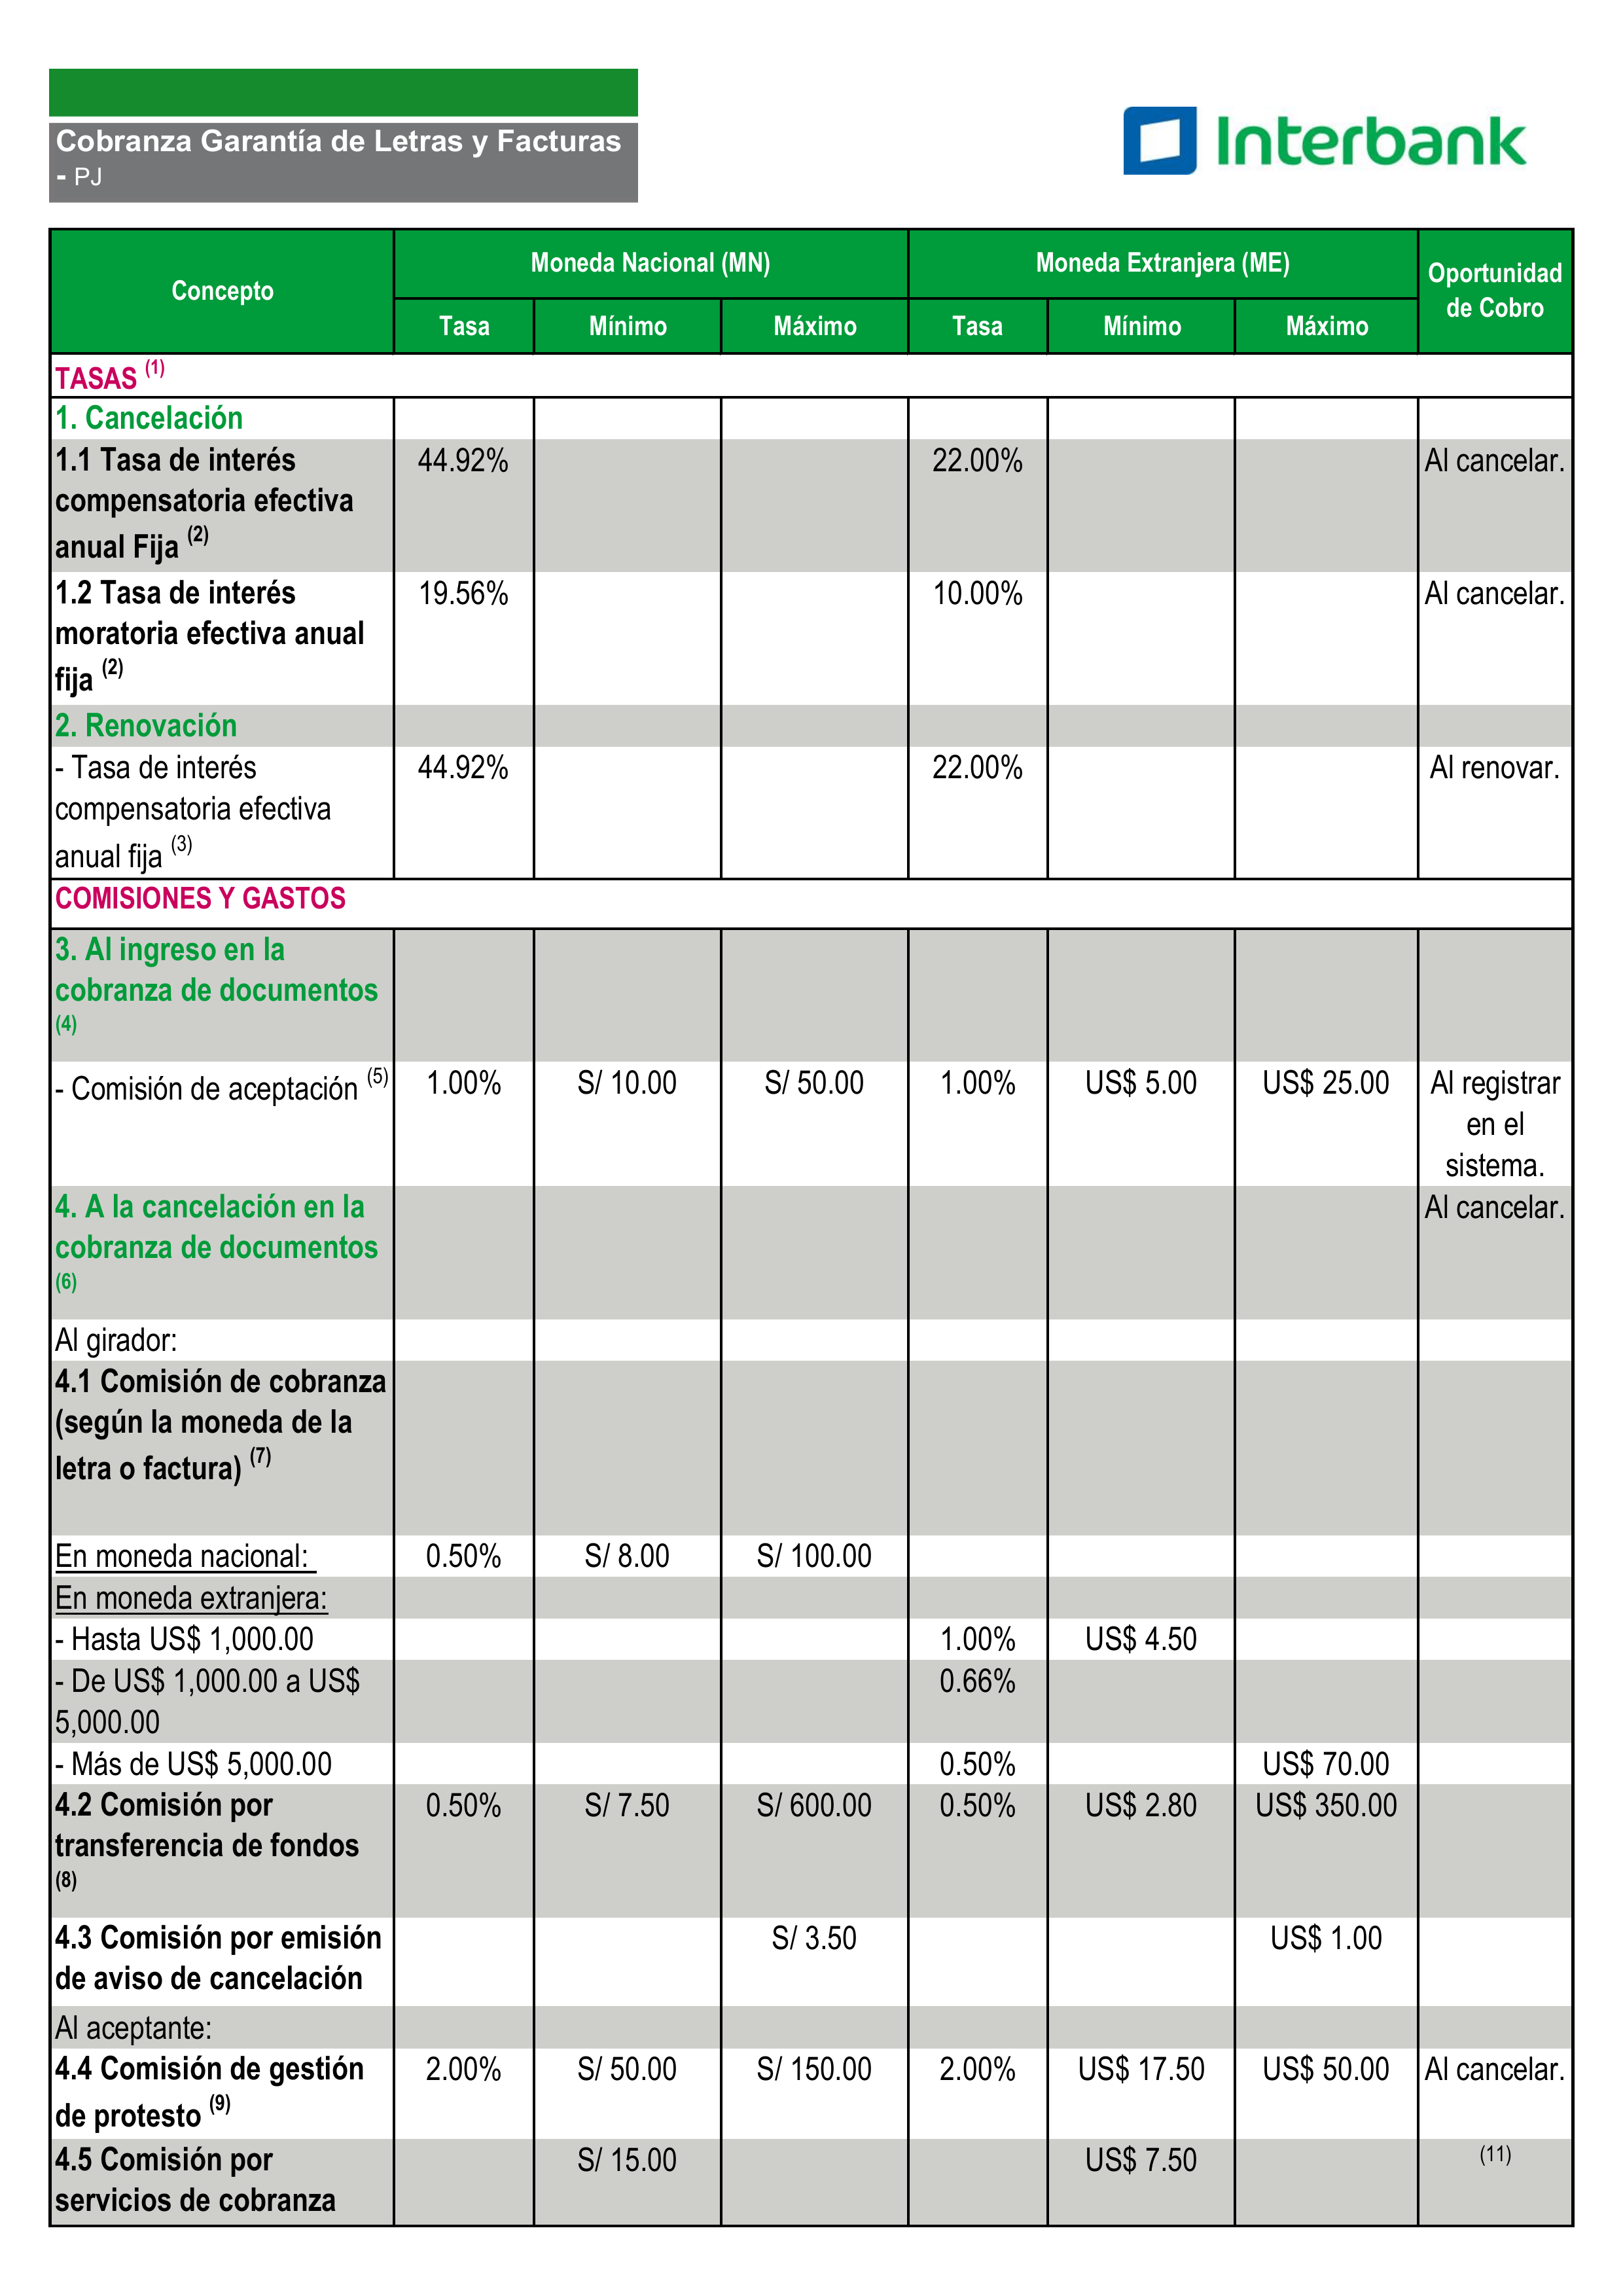 Cobranza Garantía de Letras y Facturas
- PJ
Interbank
Concepto
Moneda Nacional (MN)
Moneda Extranjera (ME)
Oportunidad
de Cobro
Tasa Mínimo Máximo Tasa Mínimo Máximo
TASAS (1)
1. Cancelación
1.1 Tasa de interés 44.92% 22.00% Al cancelar.
compensatoria efectiva
anual Fija (2)
1.2 Tasa de interés 19.56% 10.00% Al cancelar.
moratoria efectiva anual
fija (2)
2. Renovación
- Tasa de interés 44.92% 22.00% Al renovar.
compensatoria efectiva
anual fija (3)
COMISIONES Y GASTOS
3. Al ingreso en la
cobranza de documentos
(4)
- Comisión de aceptación (5) 1.00% S/ 10.00 S/ 50.00 1.00% US$ 5.00 US$ 25.00 Al registrar
en el
sistema.
4. A la cancelación en la Al cancelar.
cobranza de documentos
(6)
Al girador:
4.1 Comisión de cobranza
(según la moneda de la
letra o factura) (7)
En moneda nacional: 0.50% S/ 8.00 S/ 100.00
En moneda extranjera:
- Hasta US$ 1,000.00 1.00% US$ 4.50
- De US$ 1,000.00 a US$ 0.66%
5,000.00
- Más de US$ 5,000.00 0.50% US$ 70.00
4.2 Comisión por 0.50% S/ 7.50 S/ 600.00 0.50% US$ 2.80 US$ 350.00
transferencia de fondos
(8)
4.3 Comisión por emisión S/ 3.50 US$ 1.00
de aviso de cancelación
Al aceptante:
4.4 Comisión de gestión 2.00% S/ 50.00 S/ 150.00 2.00% US$ 17.50 US$ 50.00 Al cancelar.
de protesto (9)
4.5 Comisión por S/ 15.00 US$ 7.50 (11)
servicios de cobranza